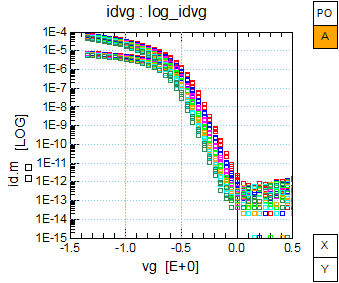 idvg : log_idvg
PO
A
1E-4
1E-5
1E-6
1E-7
1E-8
1E-9
1E-10
1E-11
1E-12
1E-13
1E-14
1E-15
id.m [LOG]
-1.5 -1.0 -0.5 0.0 0.5
vg [E+0]
X
Y